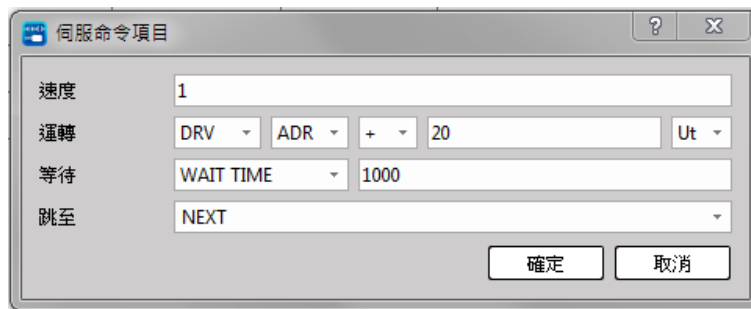 伺服命令項目
速度 1
運轉 DRV ADR + 20 Ut
等待 WAIT TIME 1000
跳至 NEXT
確定 取消